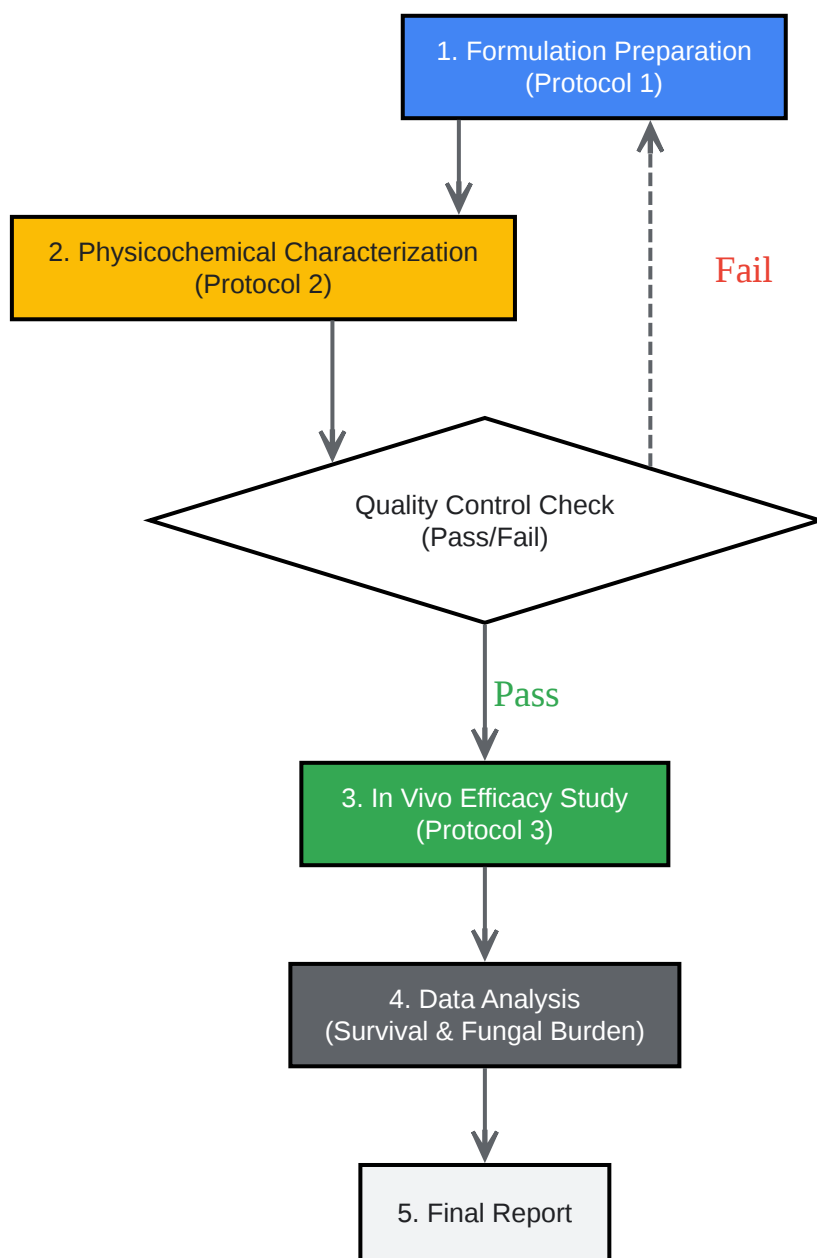 1. Formulation Preparation
(Protocol 1)
2. Physicochemical Characterization
(Protocol 2)
Fail
Quality Control Check
(Pass/Fail)
Pass
3. In Vivo Efficacy Study
(Protocol 3)
4. Data Analysis
(Survival & Fungal Burden)
5. Final Report